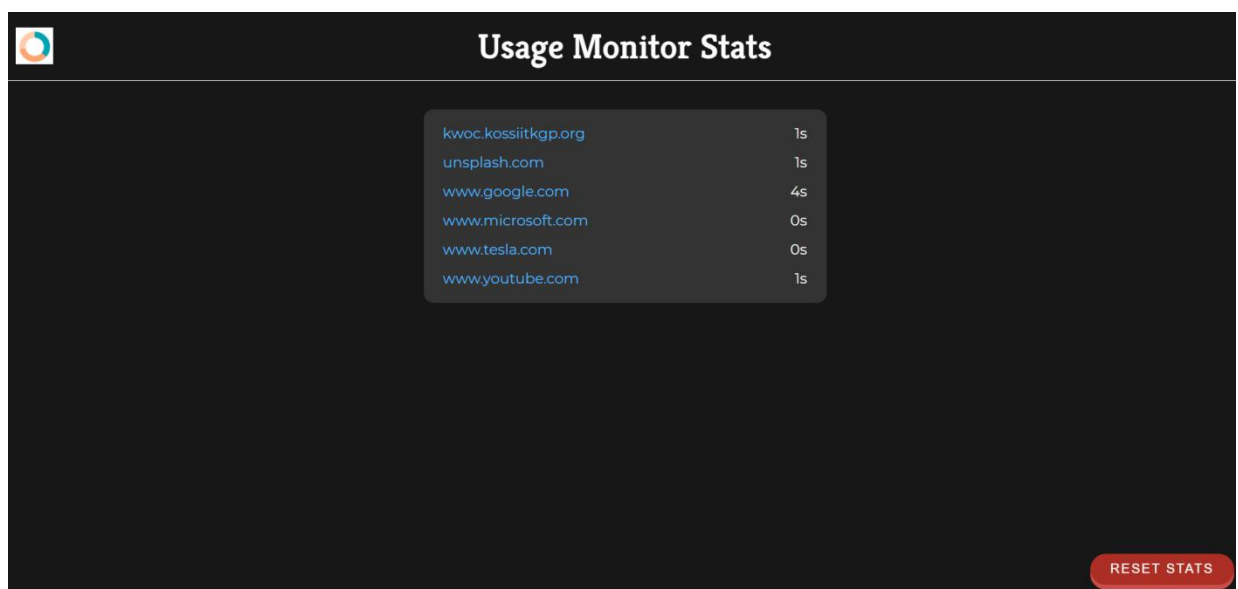 Usage Monitor Stats
kwoc.kossiitkgp.org 1s
unsplash.com 1s
www.google.com 4s
www.microsoft.com 0s
www.tesla.com 0s
www.youtube.com 1s
RESET STATS